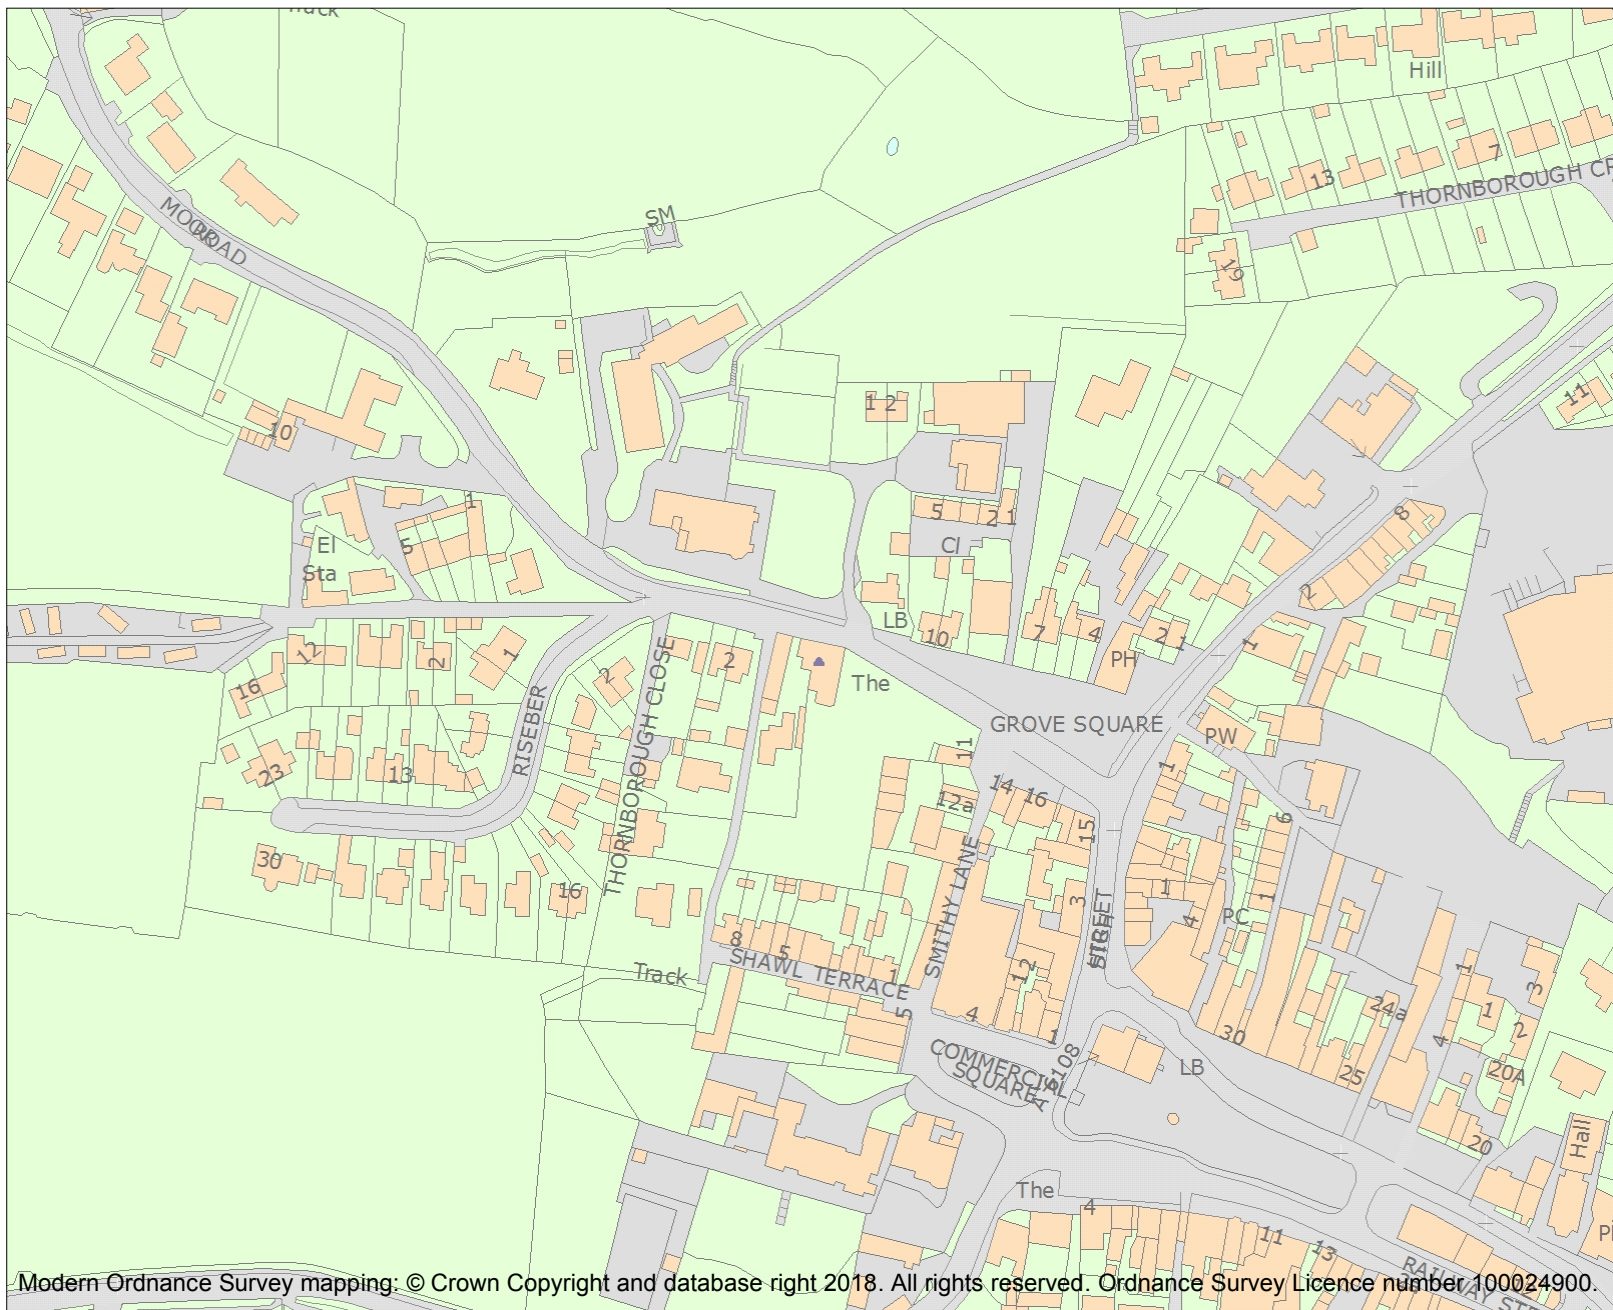 Track
Hill
7
13
THORNBOROUGH CR
SM
MOOR
ROAD
19
11
1 2
10
1
8
5
2 1
5
Cl
El
Sta
2
LB
10
7
4
2
1
1
PH
12
2
1
2
2
16
The
RISEBER
THORNBOROUGH CLOSE
GROVE SQUARE
PW
11
1
23
13
14
16
12a
15
6
30
16
SMITHY LANE
3
HIGH
STREET
1
1
4
PC
8
5
1
SHAWL TERRACE
Track
12
1
3
5
4
1
24a
1
2
30
4
COMMERCIAL
SQUARE
A 6108
LB
25
20A
20
Hall
The
4
11
13
RAILWAY ST
Modern Ordnance Survey mapping: © Crown Copyright and database right 2018. All rights reserved. Ordnance Survey Licence number 100024900.